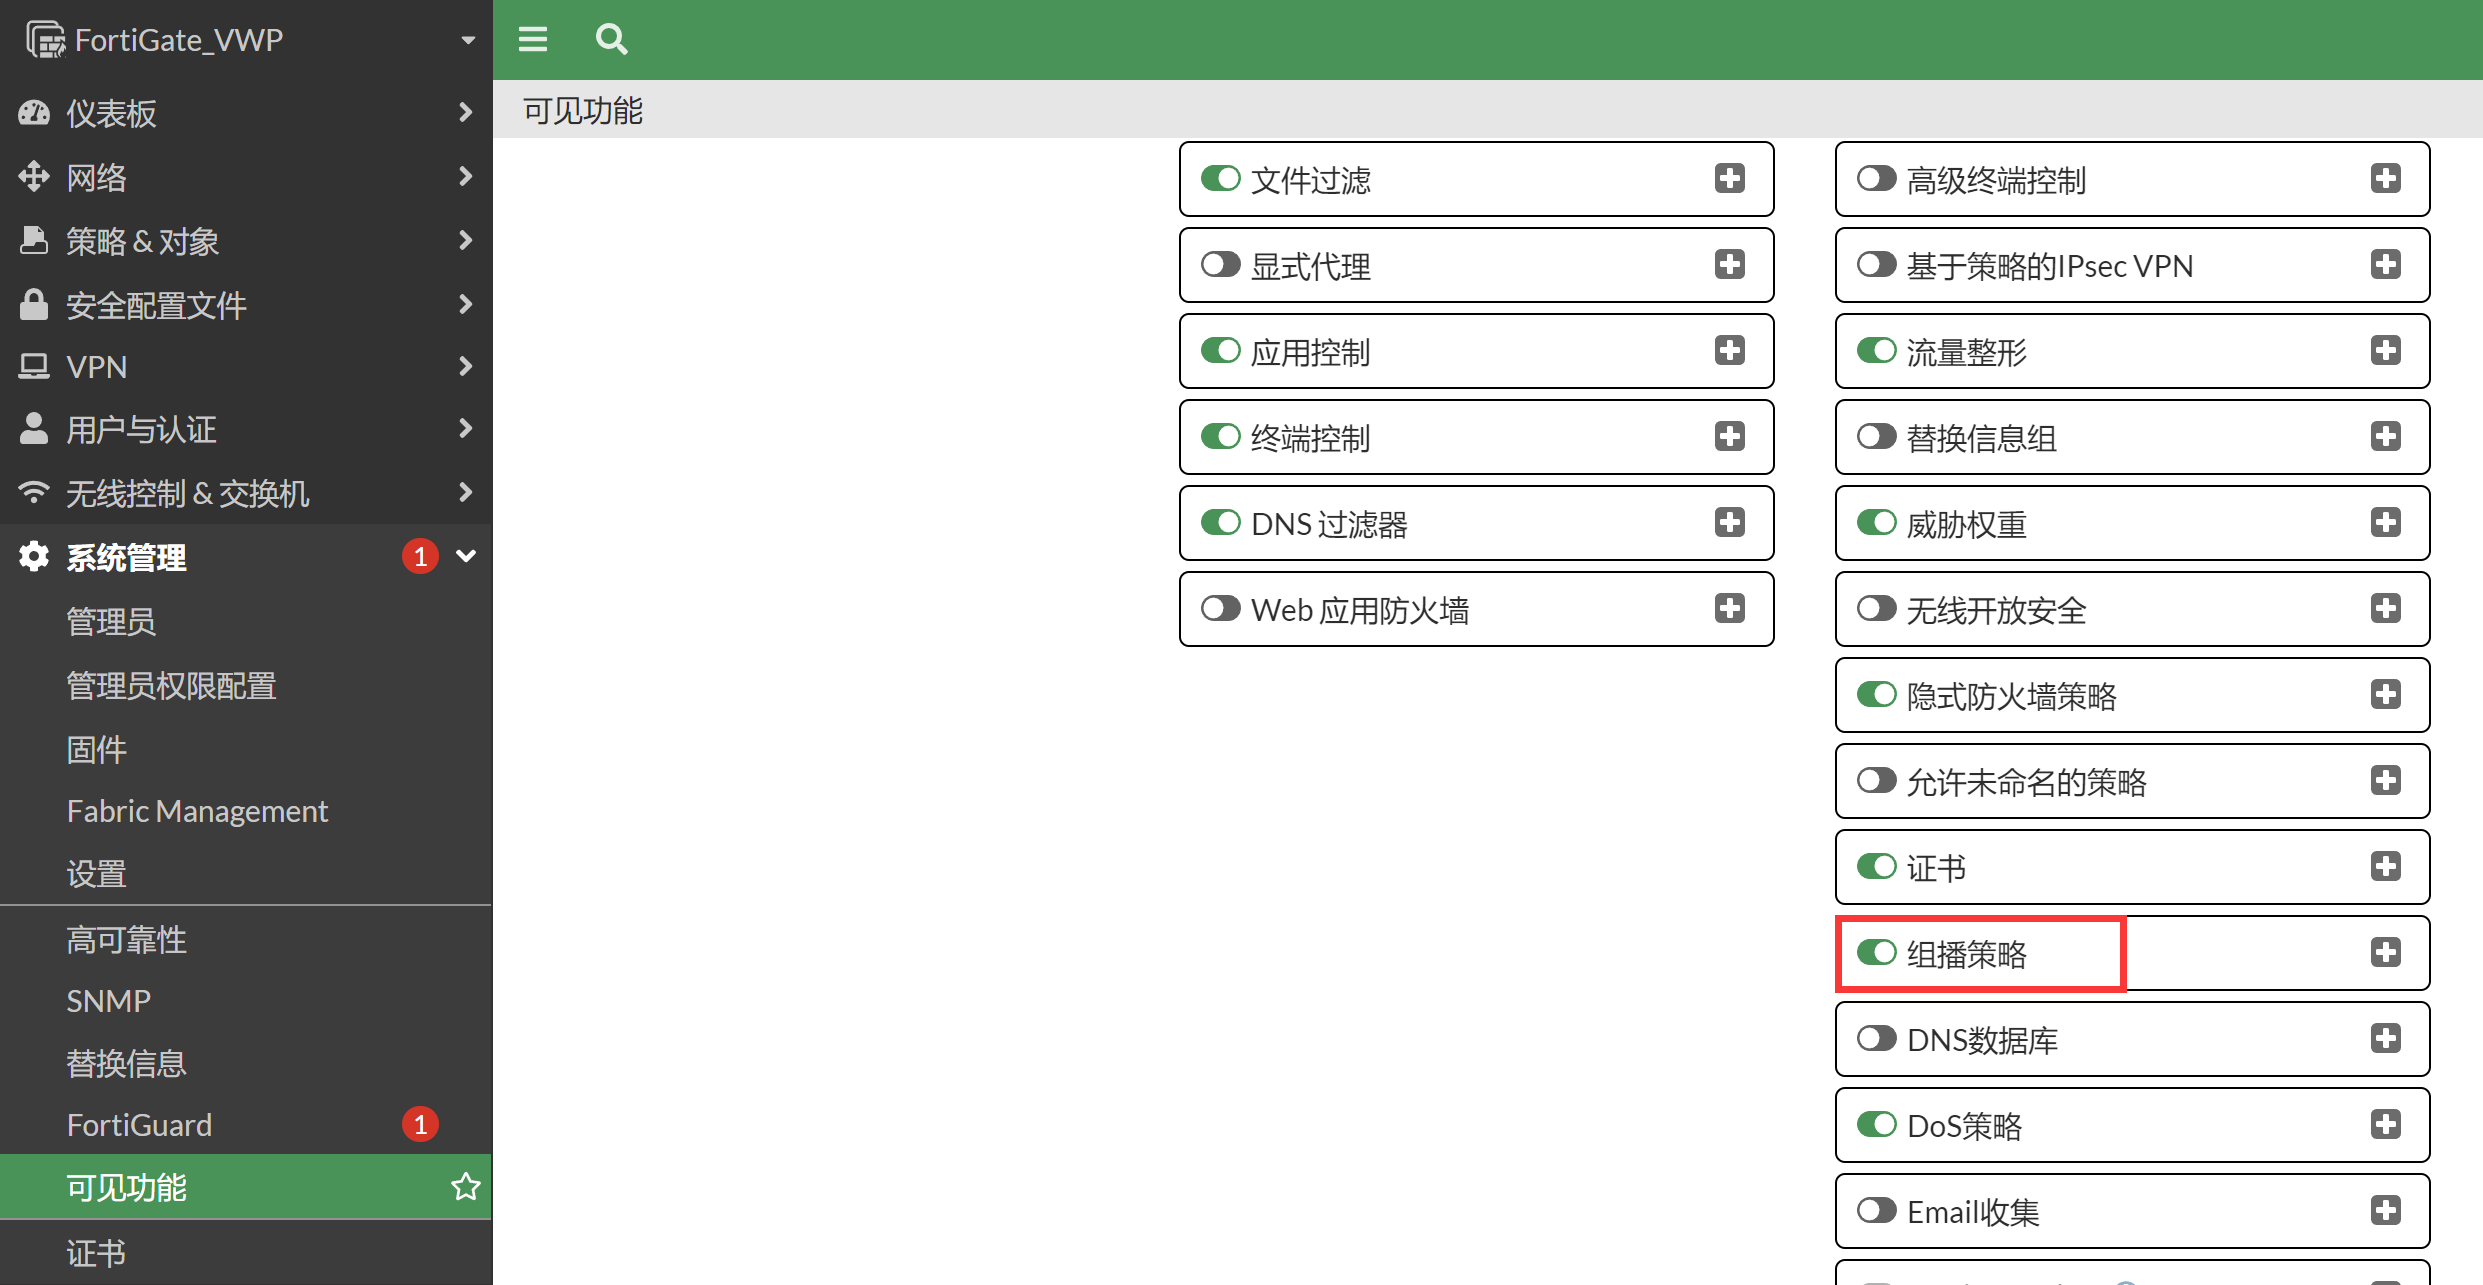 FortiGate_VWP
仪表板
网络
策略 & 对象
安全配置文件
VPN
用户与认证
无线控制 & 交换机
系统管理 1
管理员
管理员权限配置
固件
Fabric Management
设置
高可靠性
SNMP
替换信息
FortiGuard 1
可见功能
证书
可见功能
文件过滤
显式代理
应用控制
终端控制
DNS 过滤器
Web 应用防火墙
高级终端控制
基于策略的IPsec VPN
流量整形
替换信息组
威胁权重
无线开放安全
隐式防火墙策略
允许未命名的策略
证书
组播策略
DNS数据库
DoS策略
Email收集